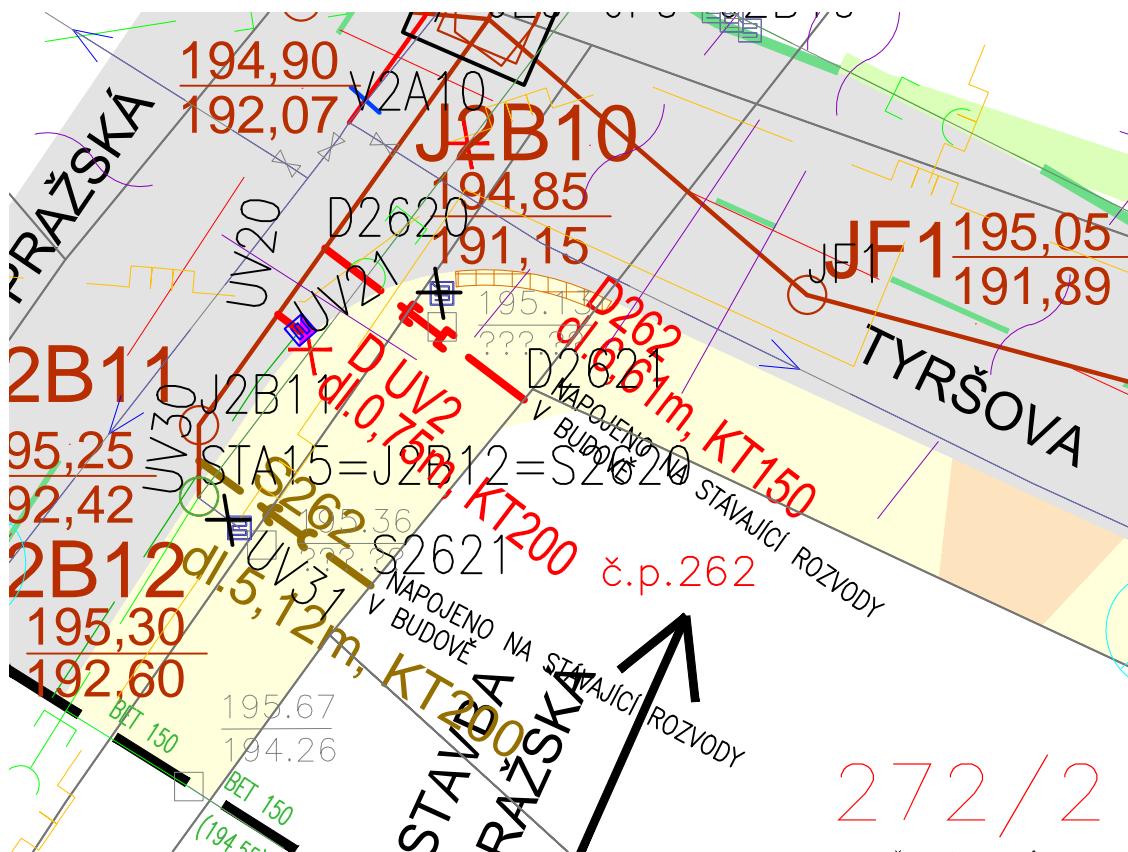 194,90
192,07
V2A10
J2B10
194,85
191,15
PRAŽSKÁ
UV20
D2620
UV21
JF1
JF1
195,05
191,89
TYRŠOVA
D262
dl.6,61m, KT150
D2621
NAPOJENO NA STÁVAJÍCÍ ROZVODY
V BUDOVĚ
D UV2
dl.0,75m, KT200
2B11
95,25
92,42
J2B11
UV30
STA15=J2B12=S2620
S262
dl.5,12m, KT200
195.36
S2621
UV31
NAPOJENO NA STÁVAJÍCÍ ROZVODY
V BUDOVĚ
č.p.262
2B12
195,30
192,60
195.67
194.26
BET 150
BET 150
(194.55)
STAVBA
PRAŽSKÁ
272/2